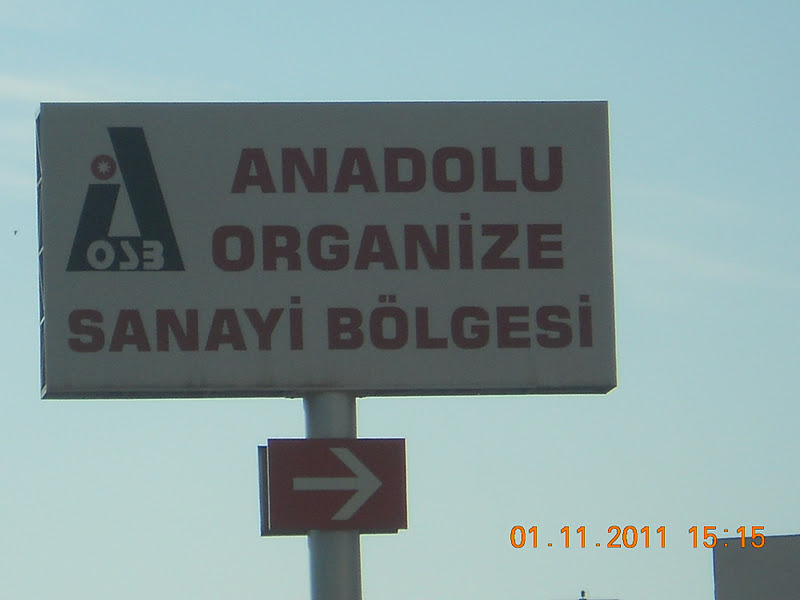 ANADOLU
ORGANİZE
SANAYİ BÖLGESİ
OSB
01.11.2011 15:15